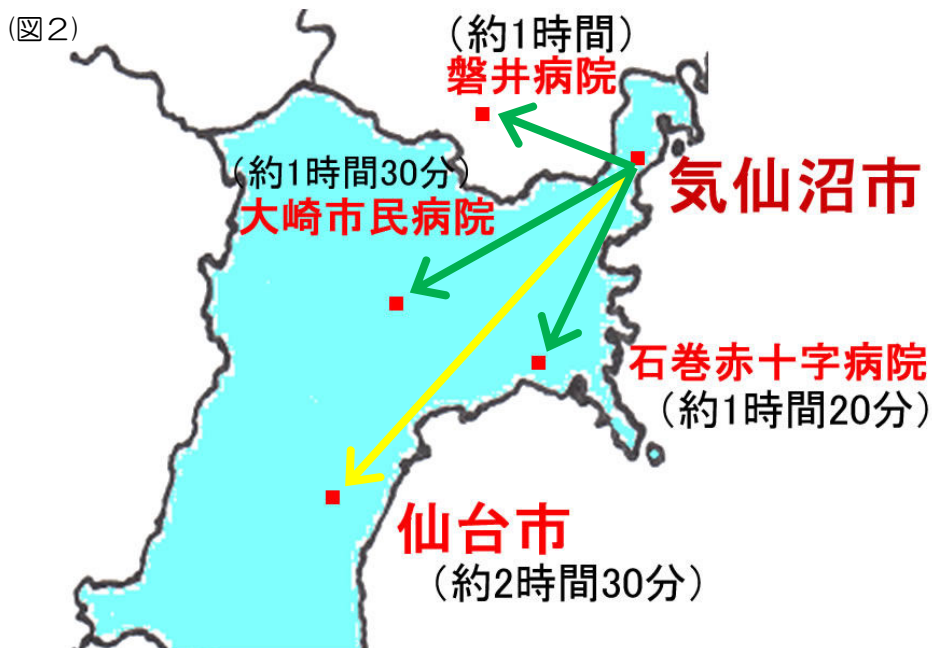 (図２)
（約1時間）
磐井病院
気仙沼市
（約1時間30分）
大崎市民病院
石巻赤十字病院
（約1時間20分）
仙台市
（約2時間30分）